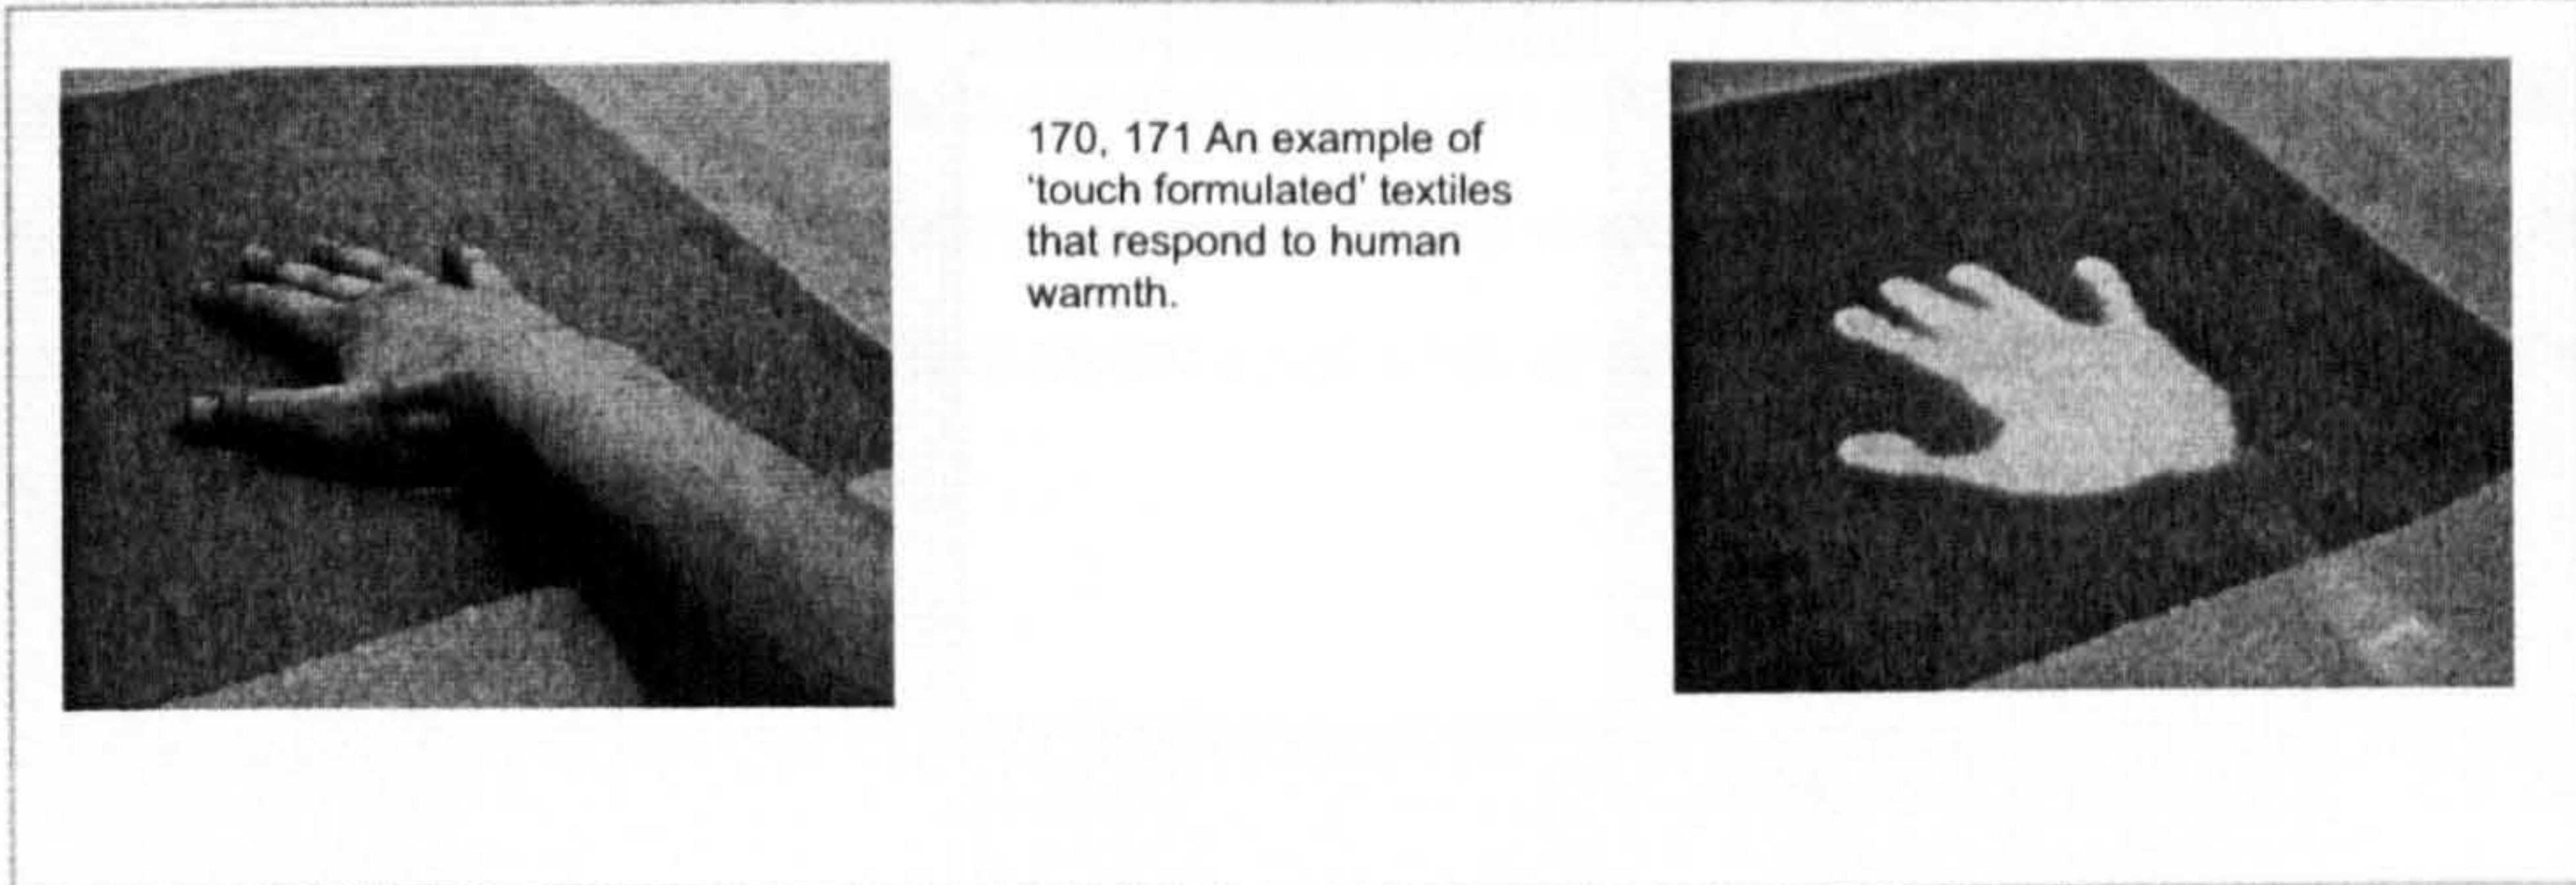 170, 171 An example of
‘touch formulated’ textiles
that respond to human
warmth.